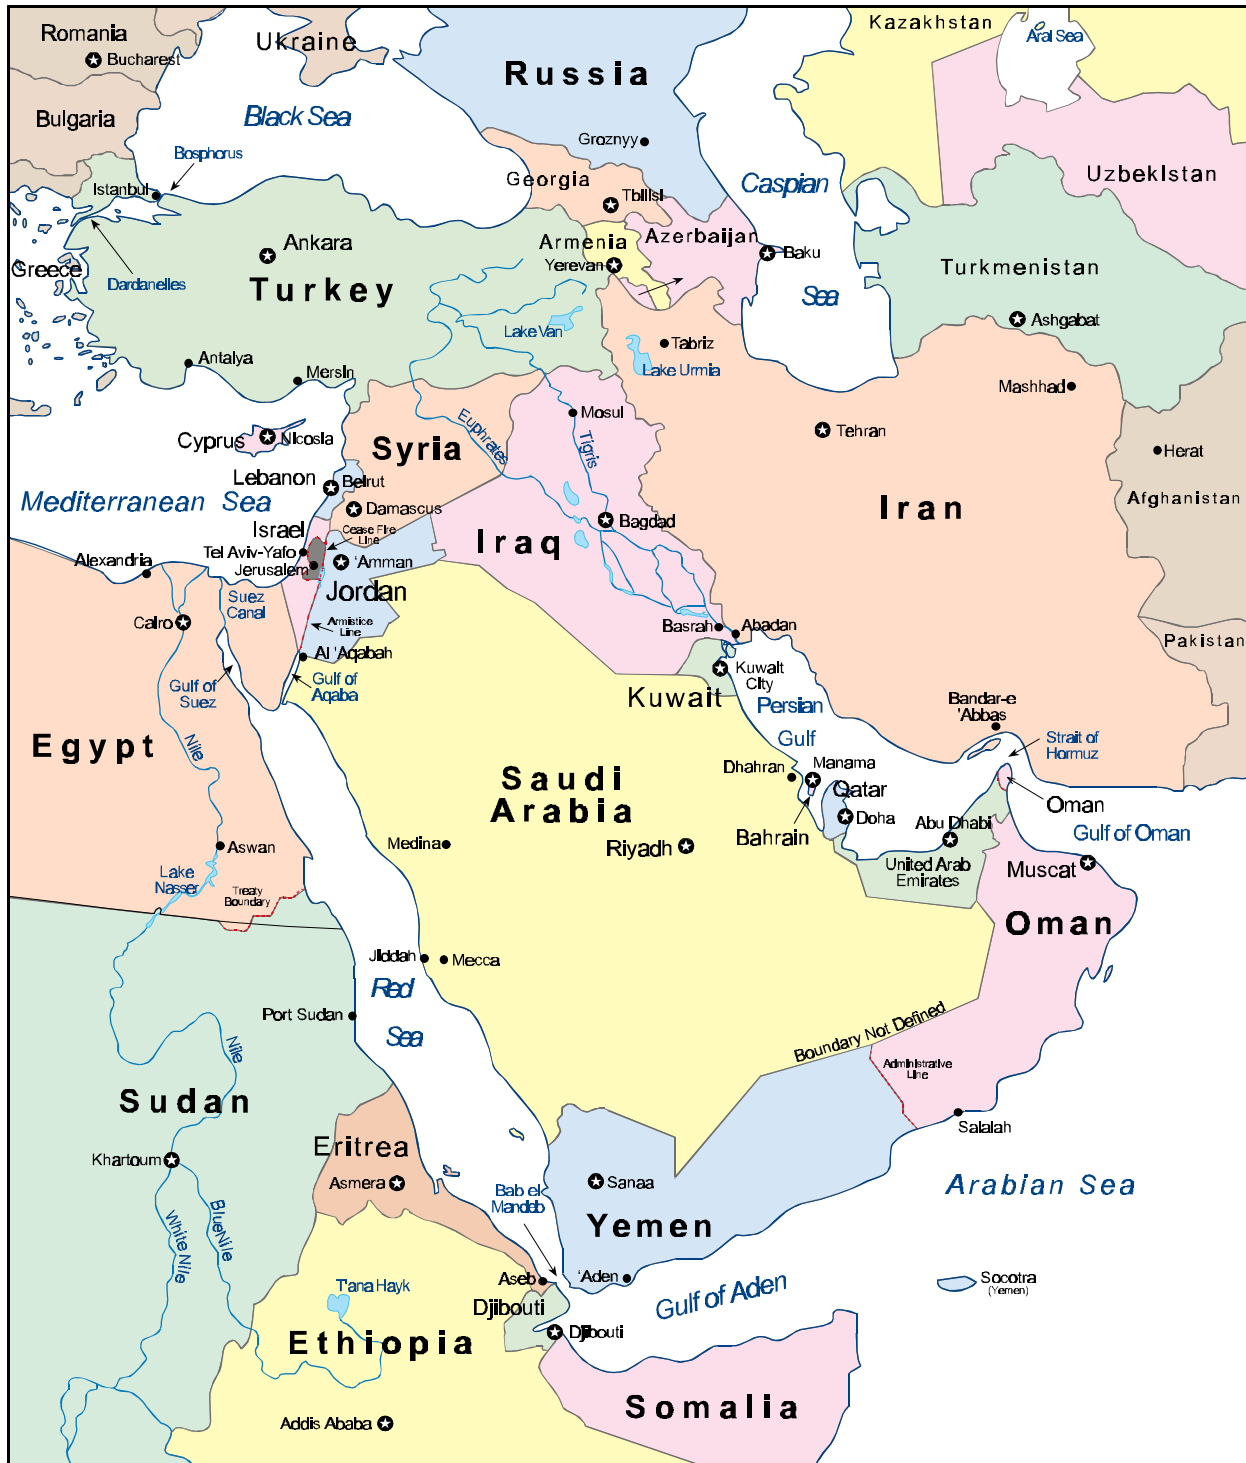 Romania
Bucharest
Ukraine
Russia
Kazakhstan
Aral Sea
Bulgaria
Black Sea
Groznyy
Bosphorus
Istanbul
Georgia
Tbilisi
Caspian
Sea
Uzbekistan
Ankara
Armenia
Yerevan
Azerbaijan
Baku
Turkmenistan
Greece
Dardanelles
Turkey
Ashgabat
Lake Van
Tabriz
Lake Urmia
Antalya
Mersin
Mashhad
Mosul
Euphrates
Tigris
Cyprus
Nicosia
Syria
Tehran
Herat
Lebanon
Beirut
Mediterranean Sea
Damascus
Iran
Afghanistan
Israel
Cease Fire
Line
Bagdad
Iraq
Tel Aviv-Yafo
Jerusalem
Alexandria
'Amman
Jordan
Suez
Canal
Cairo
Armistice
Line
Basrah
Abadan
Pakistan
Al 'Aqabah
Gulf of
Aqaba
Gulf of
Suez
Kuwait
City
Kuwait
Persian
Gulf
Bandar-e
'Abbas
Strait of
Hormuz
Egypt
Nile
Saudi
Arabia
Dhahran
Manama
Qatar
Doha
Bahrain
Oman
Abu Dhabi
Gulf of Oman
Medina
Riyadh
United Arab
Emirates
Muscat
Aswan
Lake
Nasser
Treaty
Boundary
Oman
Jiddah
Mecca
Red
Sea
Port Sudan
Boundary Not Defined
Administrative
Line
Nile
Sudan
Salalah
Eritrea
Khartoum
Asmera
Bab el
Mandeb
Sanaa
Arabian Sea
White Nile
Blue Nile
Yemen
T'ana Hayk
Aseb
'Aden
Gulf of Aden
Socotra
(Yemen)
Djibouti
Djibouti
Ethiopia
Somalia
Addis Ababa